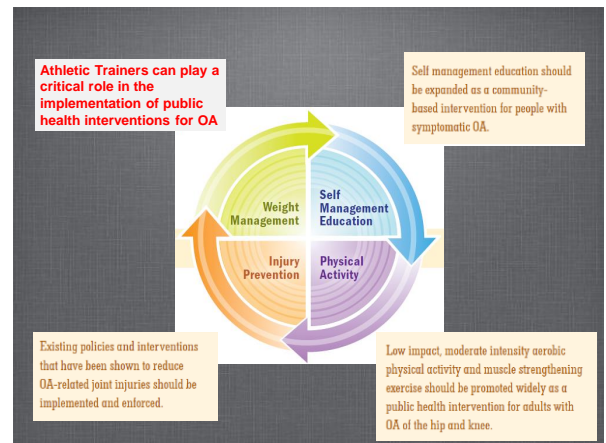 Athletic Trainers can play a
critical role in the
implementation of public
health interventions for OA
Self management education should
be expanded as a community-
based intervention for people with
symptomatic OA.
Weight
Management
Self
Management
Education
Injury
Prevention
Physical
Activity
Existing policies and interventions
that have been shown to reduce
OA-related joint injuries should be
implemented and enforced.
Low impact, moderate intensity aerobic
physical activity and muscle strengthening
exercise should be promoted widely as a
public health intervention for adults with
OA of the hip and knee.